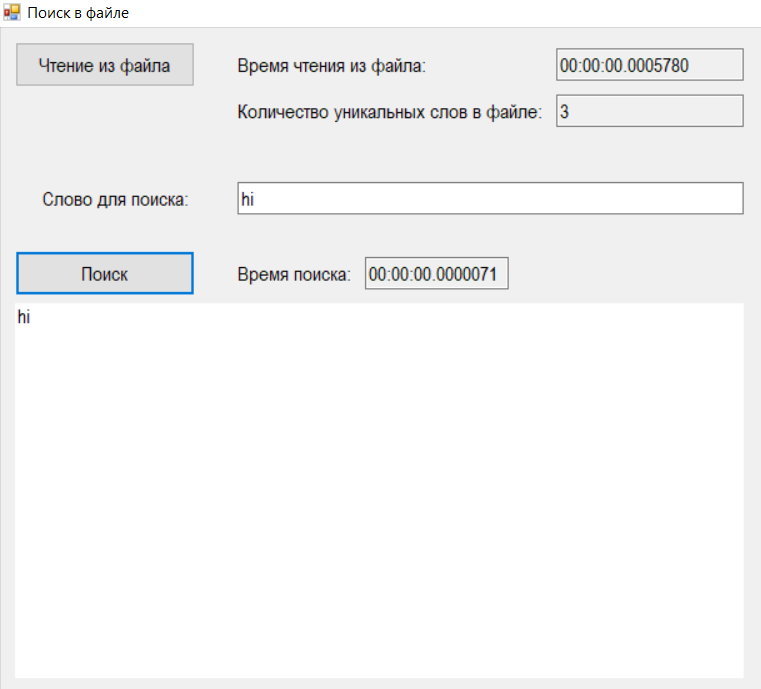 Поиск в файле
Чтение из файла
Время чтения из файла:
00:00:00.0005780
Количество уникальных слов в файле:
3
Слово для поиска:
hi
Поиск
Время поиска:
00:00:00.0000071
hi